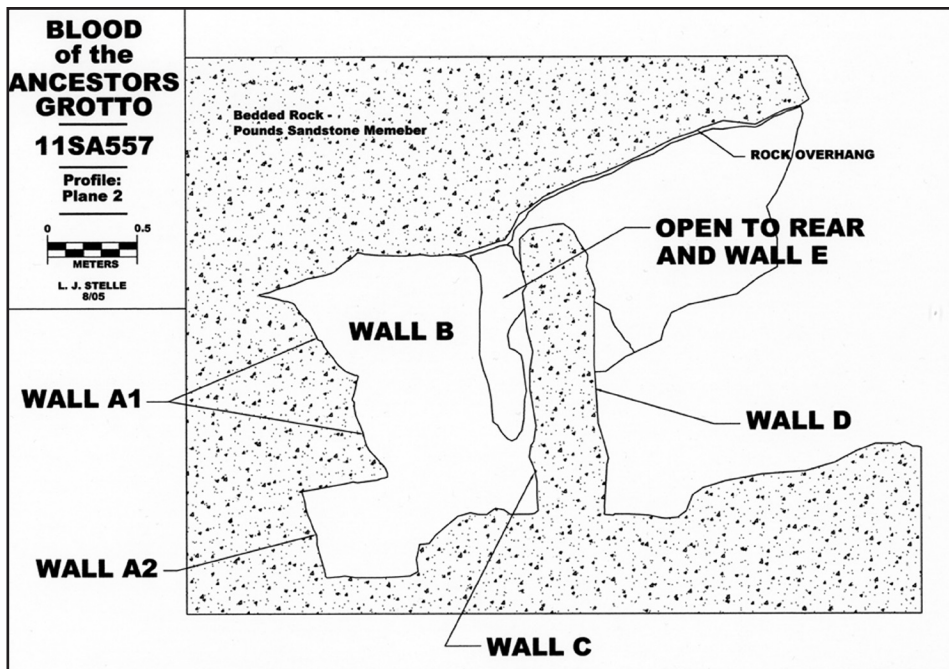 BLOOD
of the
ANCESTORS
GROTTO
11SA557
Profile:
Plane 2
0 0.5
METERS
L. J. STELLE
8/05
Bedded Rock -
Pounds Sandstone Memeber
ROCK OVERHANG
OPEN TO REAR
AND WALL E
WALL B
WALL A1
WALL D
WALL A2
WALL C